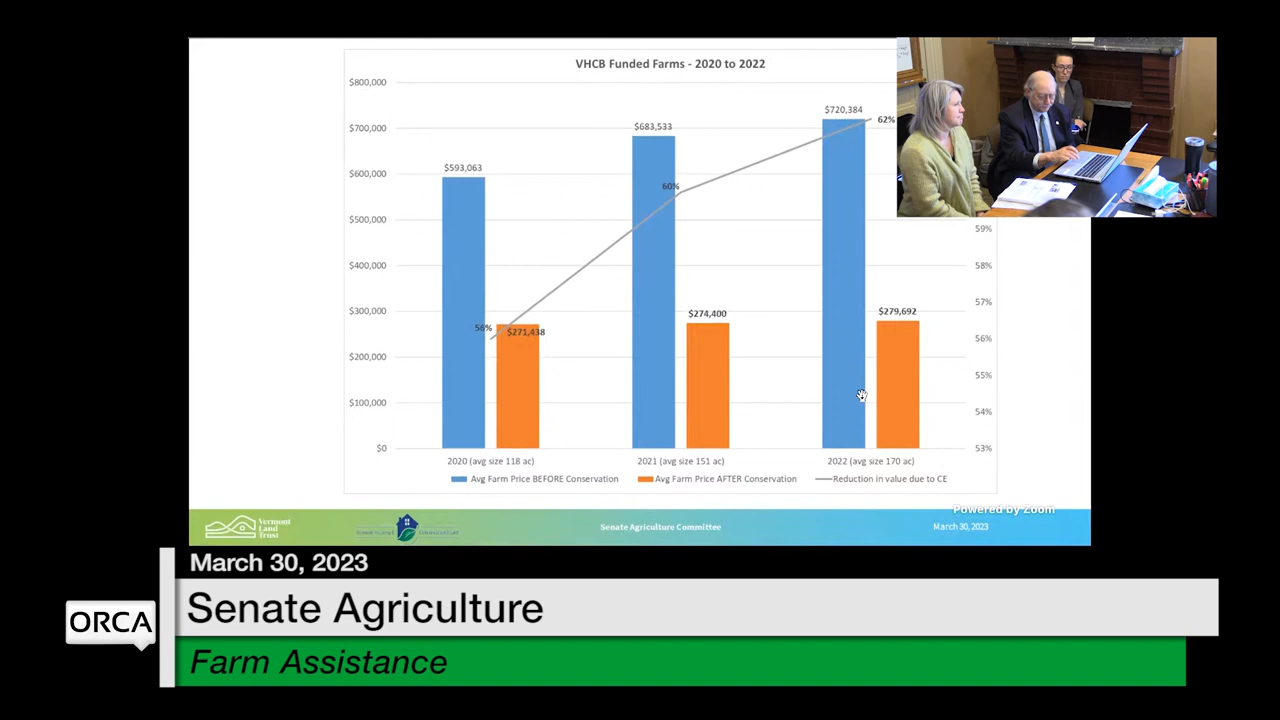 VHCB Funded Farms - 2020 to 2022
$800,000
$700,000
$600,000
$500,000
$400,000
$300,000
$200,000
$100,000
$0
$593,063
$683,533
$720,384
56%
60%
62%
$271,438
$274,400
$279,692
59%
58%
57%
56%
55%
54%
53%
2020 (avg size 118 ac)
2021 (avg size 151 ac)
2022 (avg size 170 ac)
Avg Farm Price BEFORE Conservation
Avg Farm Price AFTER Conservation
Reduction in value due to CE
Powered by Zoom
Vermont
Land
Trust
Senate Agriculture Committee
March 30, 2023
March 30, 2023
Senate Agriculture
ORCA
Farm Assistance